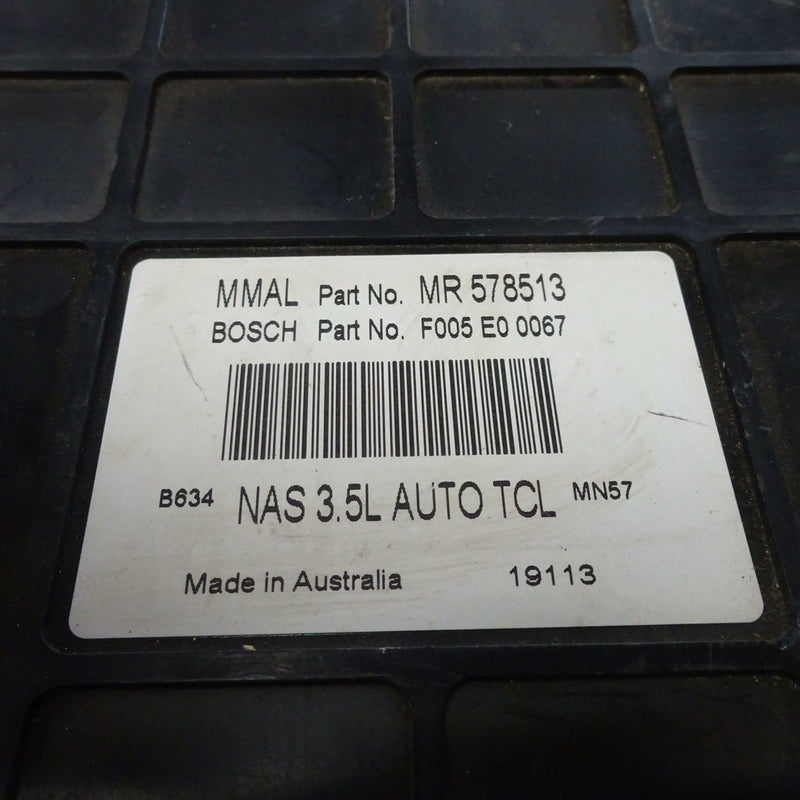 MMAL Part No. MR 578513
BOSCH Part No. F005 E0 0067
B634 NAS 3.5L AUTO TCL MN57
Made in Australia 19113